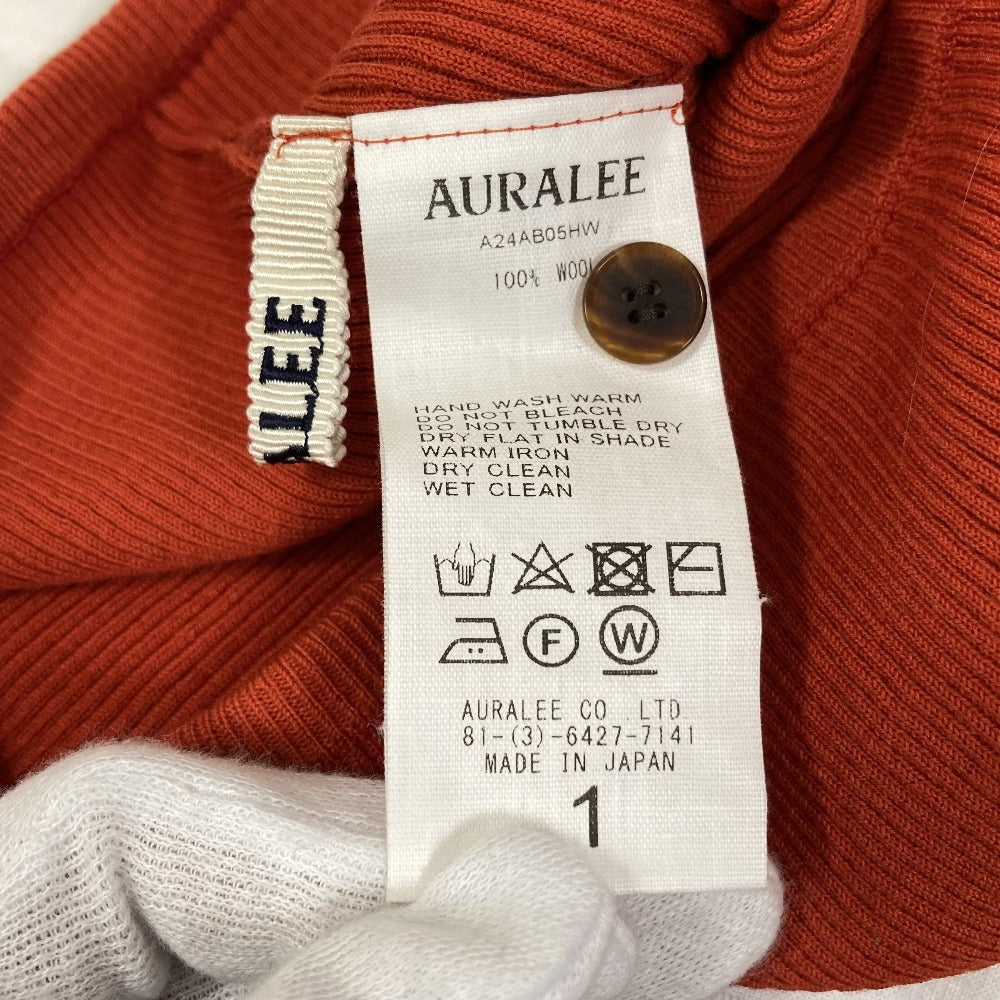 AURALEE
A24AB05HW
100% WOOL
HAND WASH WARM
DO NOT BLEACH
DO NOT TUMBLE DRY
DRY FLAT IN SHADE
WARM IRON
DRY CLEAN
WET CLEAN
F W
AURALEE CO LTD
81-(3)-6427-7141
MADE IN JAPAN
1
ALEE